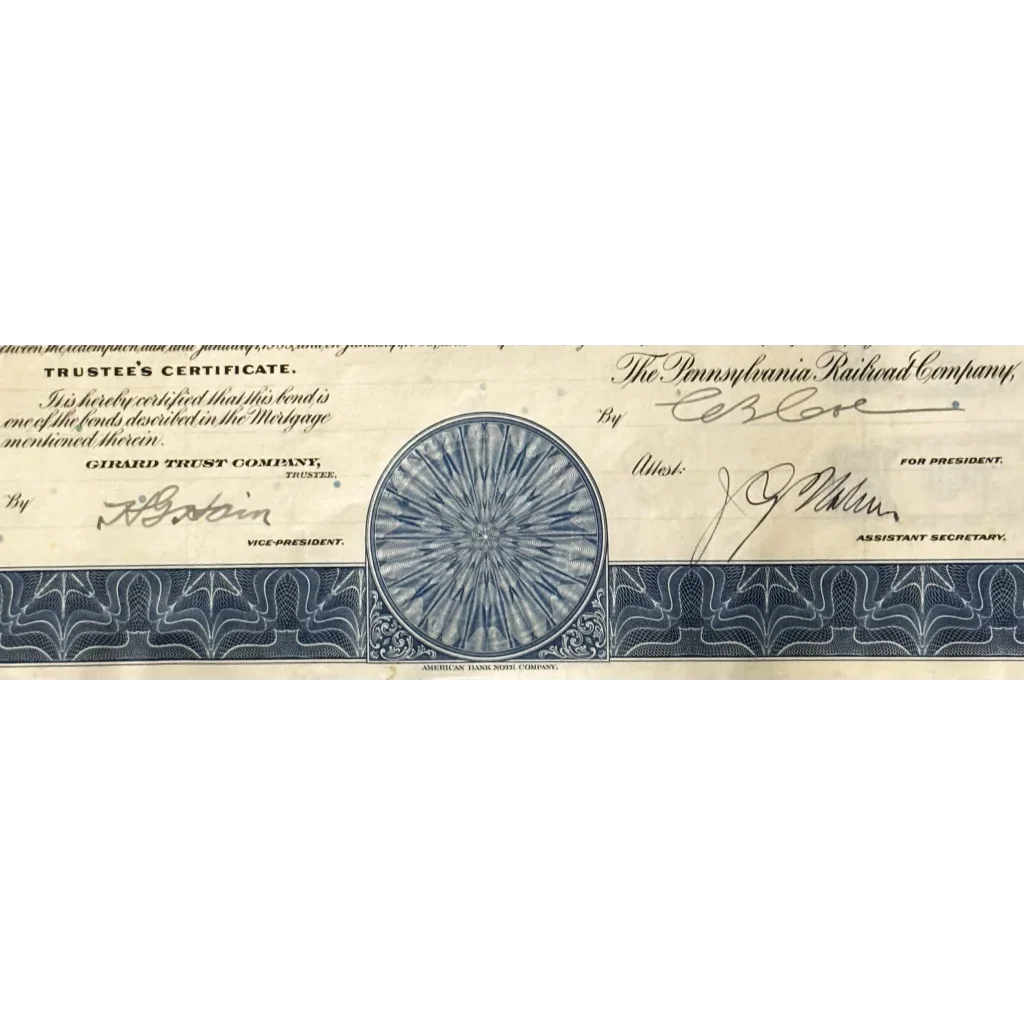 TRUSTEE'S CERTIFICATE.
It is hereby certified that this bond is
one of the bonds described in the Mortgage
mentioned therein.
GIRARD TRUST COMPANY,
TRUSTEE.
By
VICE-PRESIDENT.
The Pennsylvania Railroad Company,
By
FOR PRESIDENT.
Attest:
ASSISTANT SECRETARY.
AMERICAN BANK NOTE COMPANY.